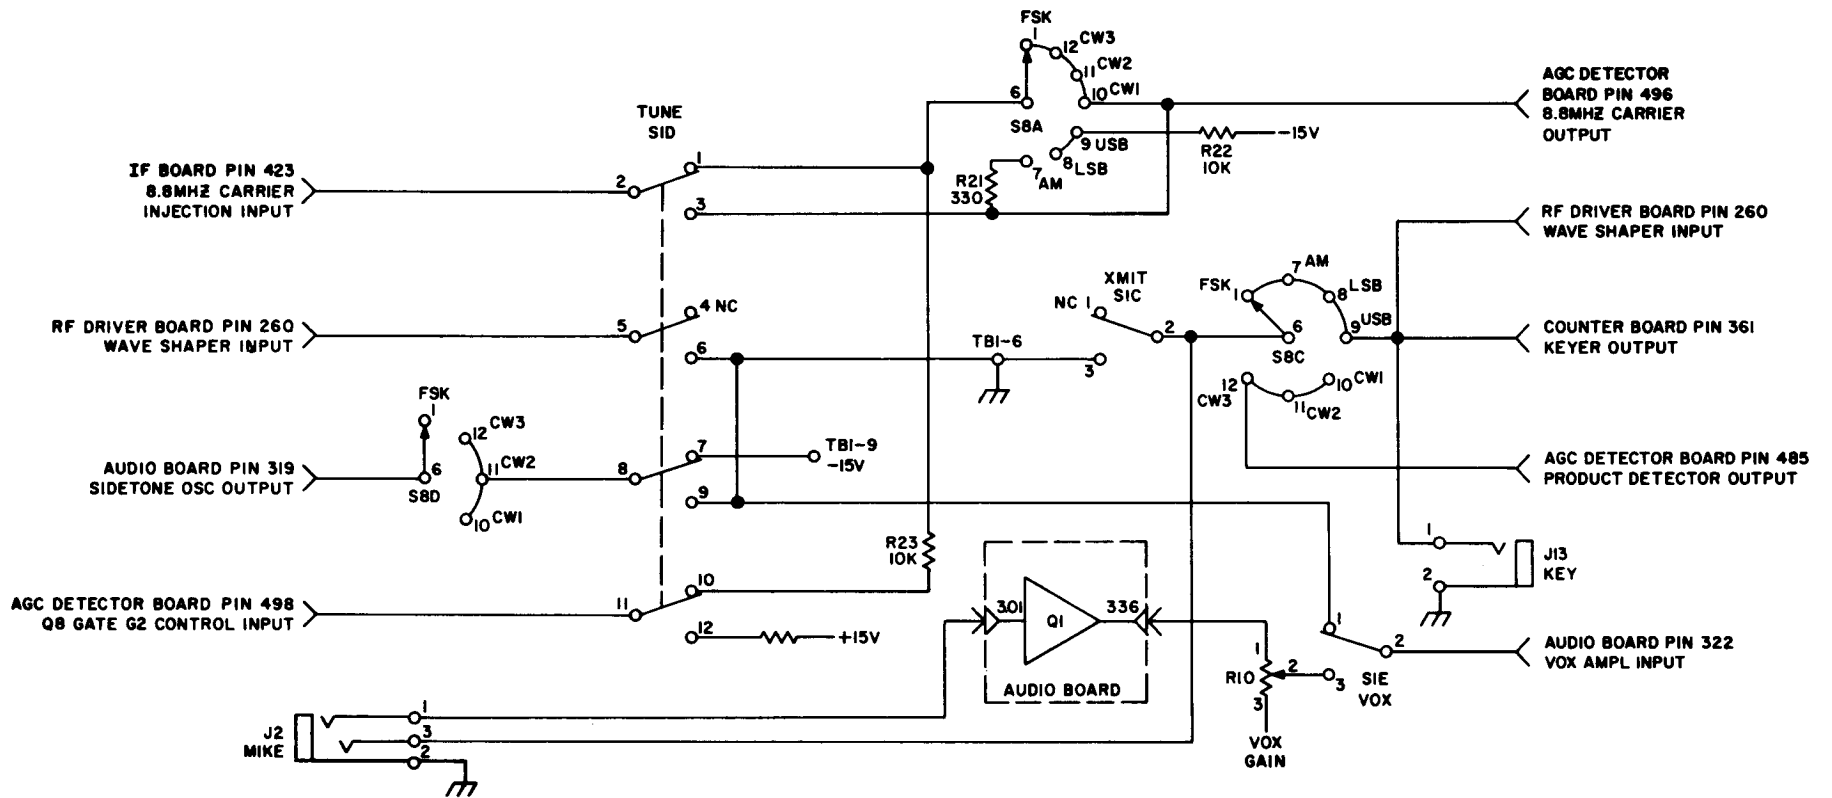 FSK
1
12 CW3
11 CW2
10 CW1
6
S8A
9 USB
8 LSB
7 AM
R21
330
R22
10K
-15V
AGC DETECTOR
BOARD PIN 496
8.8MHZ CARRIER
OUTPUT
TUNE
S1D
1
2
3
IF BOARD PIN 423
8.8MHZ CARRIER
INJECTION INPUT
RF DRIVER BOARD PIN 260
WAVE SHAPER INPUT
4 NC
5
6
RF DRIVER BOARD PIN 260
WAVE SHAPER INPUT
TB1-6
XMIT
S1C
NC 1
2
3
FSK 1
7 AM
8 LSB
9 USB
6
S8C
10 CW1
11 CW2
12
CW3
COUNTER BOARD PIN 361
KEYER OUTPUT
FSK
1
12 CW3
11 CW2
10 CW1
6
S8D
AUDIO BOARD PIN 319
SIDETONE OSC OUTPUT
7
8
9
TB1-9
-15V
AGC DETECTOR BOARD PIN 485
PRODUCT DETECTOR OUTPUT
R23
10K
1
2
J13
KEY
AGC DETECTOR BOARD PIN 498
Q8 GATE G2 CONTROL INPUT
10
11
12
+15V
301
Q1
336
AUDIO BOARD
1
R10
2
3
VOX
GAIN
1
2
3
S1E
VOX
AUDIO BOARD PIN 322
VOX AMPL INPUT
J2
MIKE
1
3
2